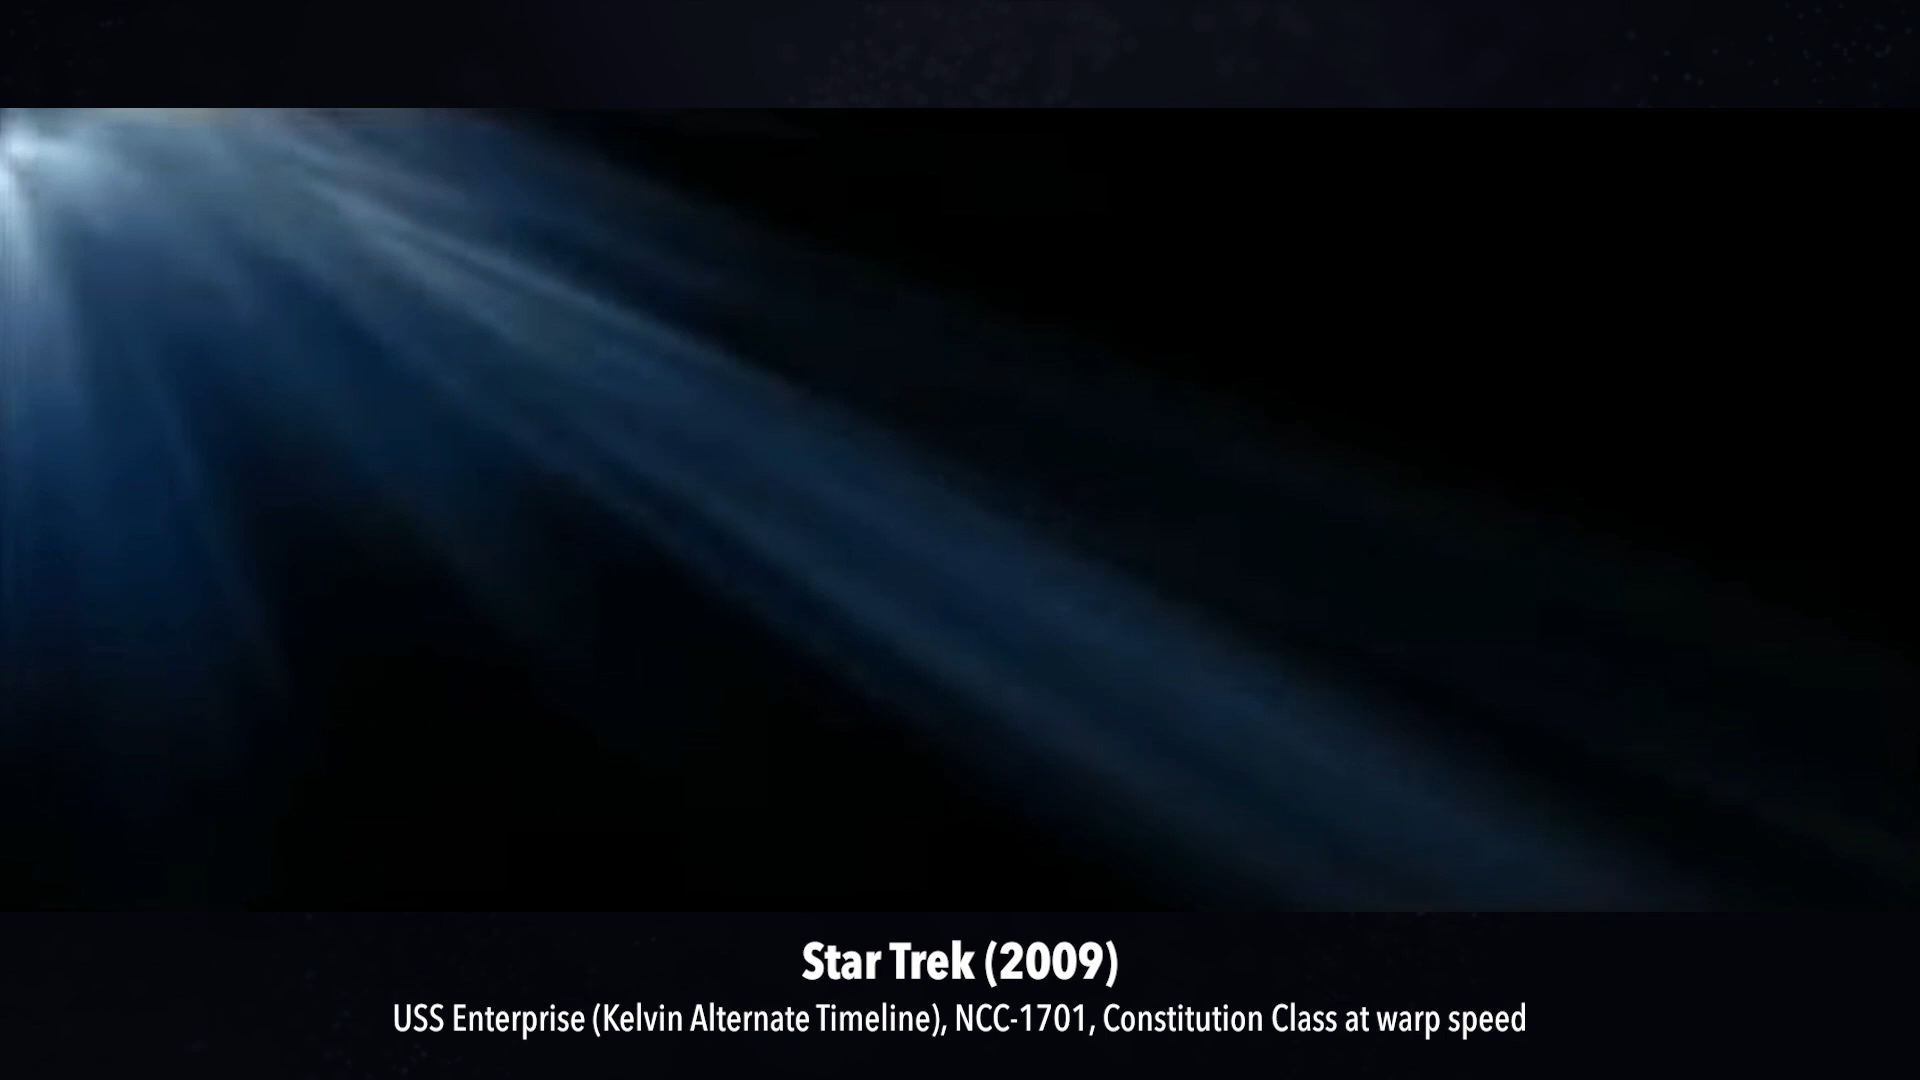 Star Trek (2009)
USS Enterprise (Kelvin Alternate Timeline), NCC-1701, Constitution Class at warp speed